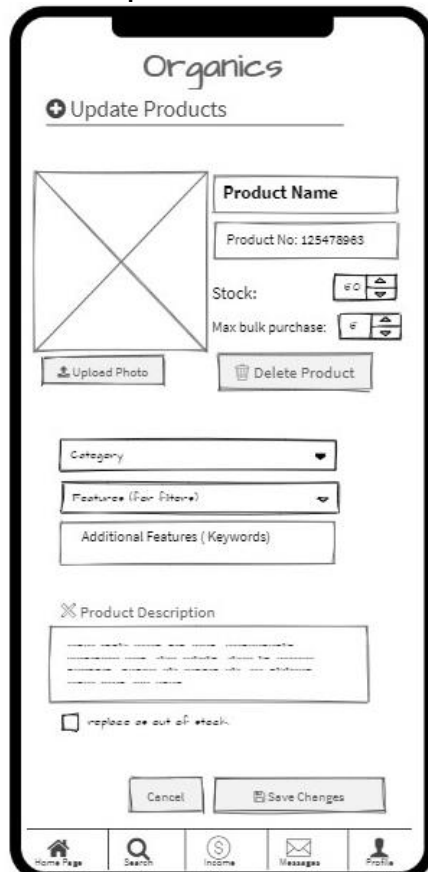 Organics
Update Products
Product Name
Product No: 125478963
Stock:
60
Max bulk purchase:
6
Upload Photo
Delete Product
Category
Features (for filters)
Additional Features ( Keywords)
Product Description
replace as out of stock
Cancel
Save Changes
Home Page
Search
Income
Messages
Profile